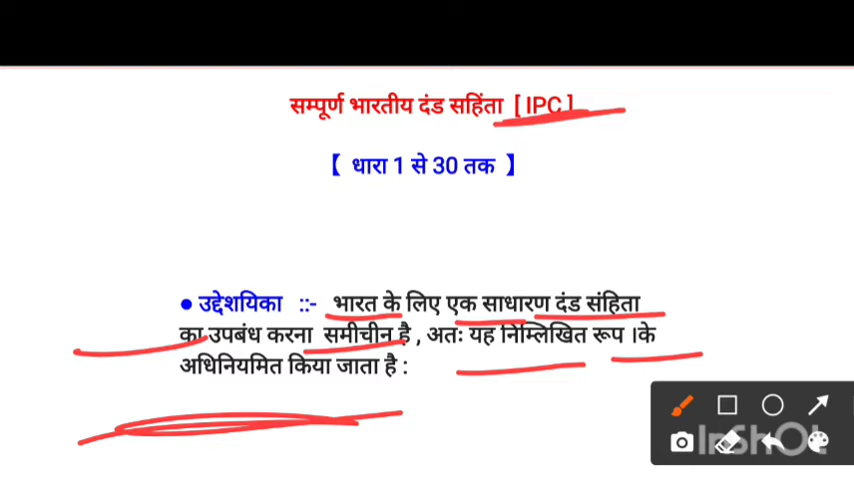 सम्पूर्ण भारतीय दंड सहिंता [ IPC ]
【 धारा 1 से 30 तक 】
● उद्देशयिका ::- भारत के लिए एक साधारण दंड संहिता
का उपबंध करना समीचीन है , अतः यह निम्लिखित रूप ।के
अधिनियमित किया जाता है :
InShOt